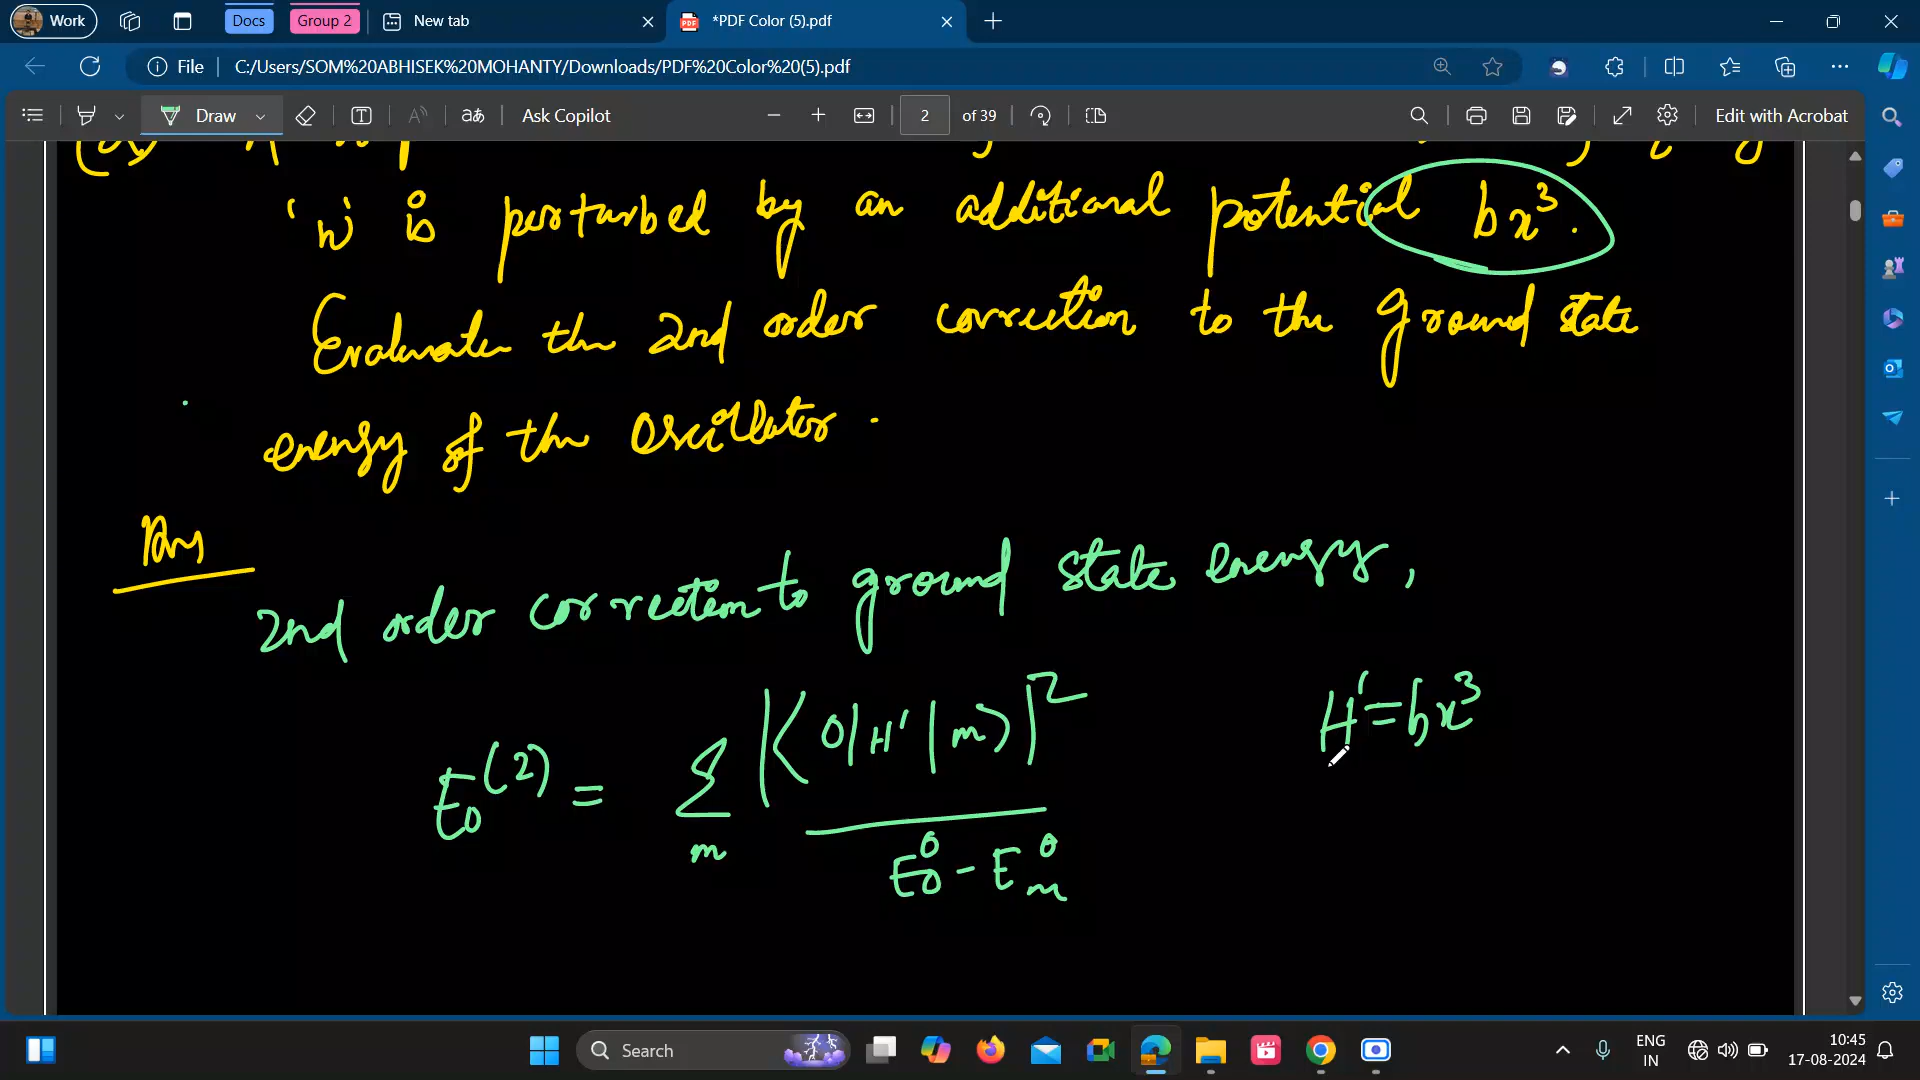 Work
Docs
Group 2
New tab
*PDF Color (5).pdf
File
C:/Users/SOM%20ABHISEK%20MOHANTY/Downloads/PDF%20Color%20(5).pdf
Draw
aあ
Ask Copilot
2 of 39
Edit with Acrobat
'w' is perturbed by an additional potential bx³.
Evaluate the 2nd order correction to the ground state
energy of the oscillator.
Ans
2nd order correction to ground state energy,
E₀⁽²⁾ = Σₘ |⟨0|H'|m⟩|² / (E₀⁰ - Eₘ⁰)
H' = bx³
Search
ENG
IN
10:45
17-08-2024